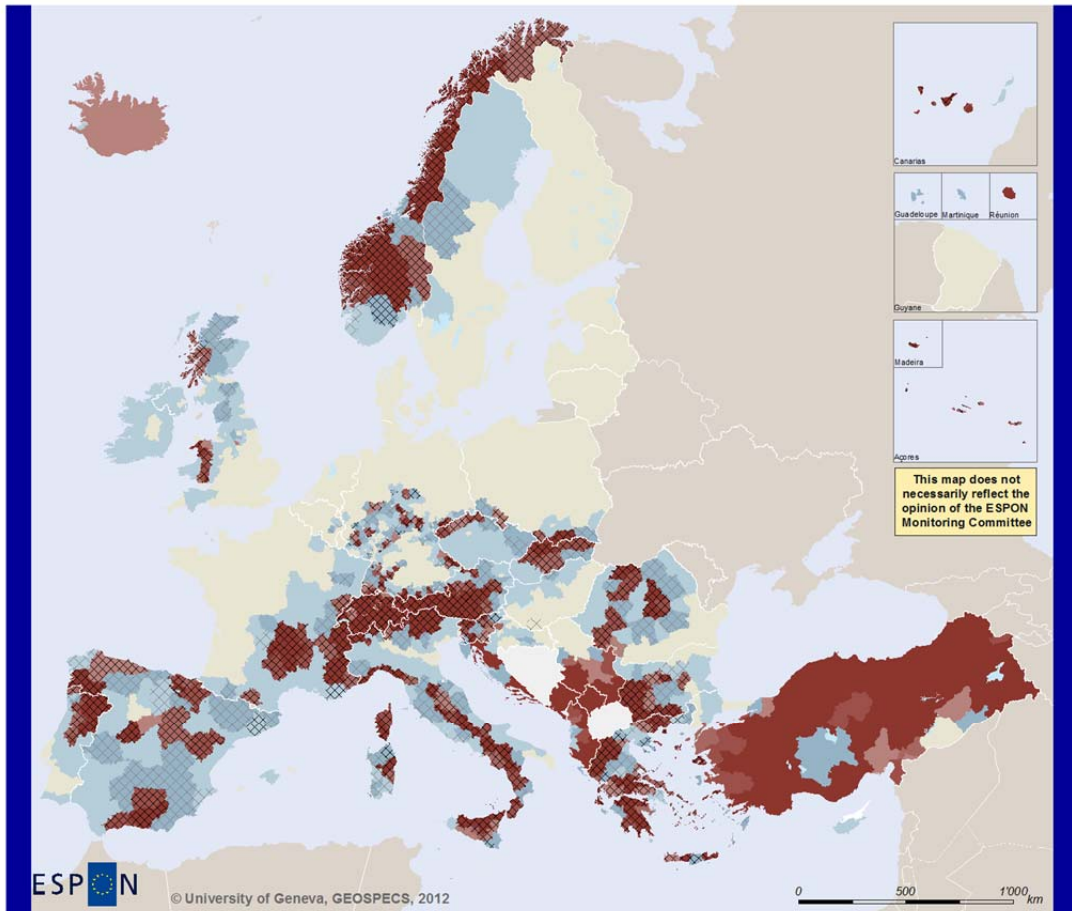 Canarias
Guadeloupe
Martinique
Réunion
Guyane
Madeira
Açores
This map does not
necessarily reflect the
opinion of the ESPON
Monitoring Committee
ESPON
© University of Geneva, GEOSPECS, 2012
0 500 1'000
km